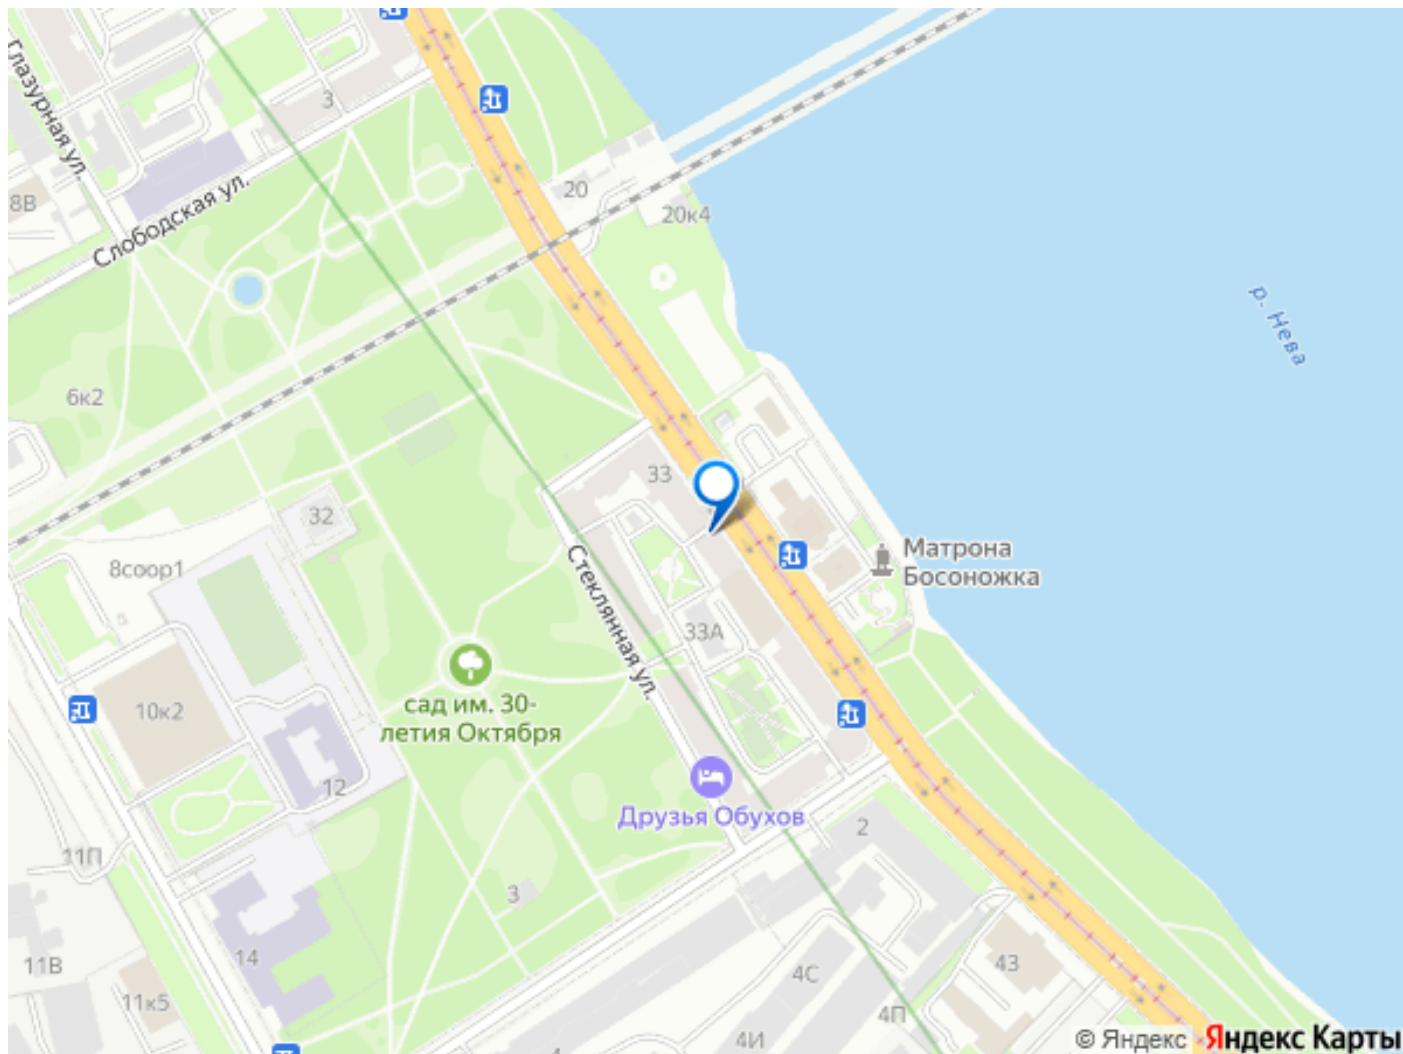 Глазурная ул.
3
8В
Слободская ул.
20
20к4
р. Нева
6к2
33
32
8соор1
Матрона
Босоножка
Стеклянная ул.
33А
сад им. 30-
летия Октября
10к2
12
Друзья Обухов
2
11П
3
14
11В
11к5
43
4С
4П
4И
4
© Яндекс Яндекс Карты